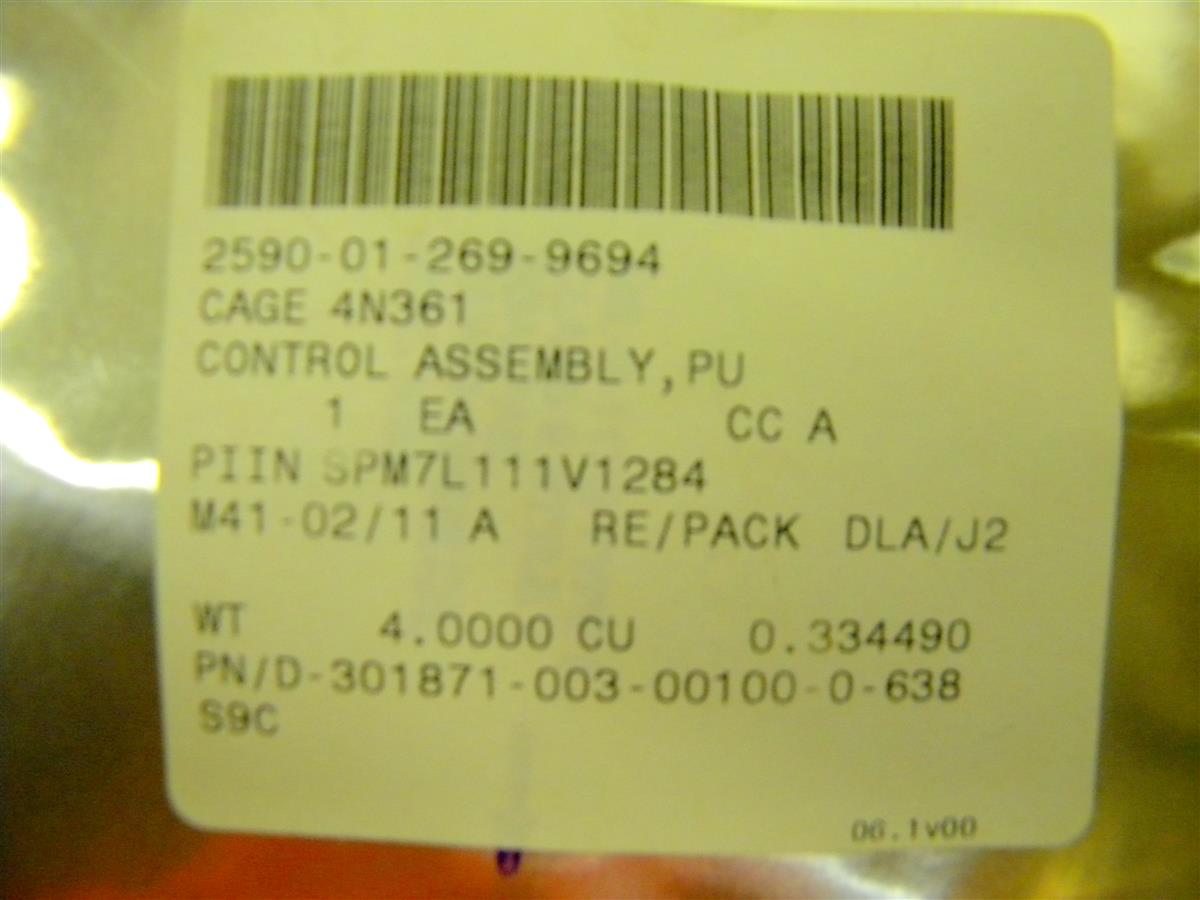 2590-01-269-9694
CAGE 4N361
CONTROL ASSEMBLY,PU
1 EA CC A
PIIN SPM7L111V1284
M41-02/11 A RE/PACK DLA/J2
WT 4.0000 CU 0.334490
PN/D-301871-003-00100-0-638
S9C
06.1v00